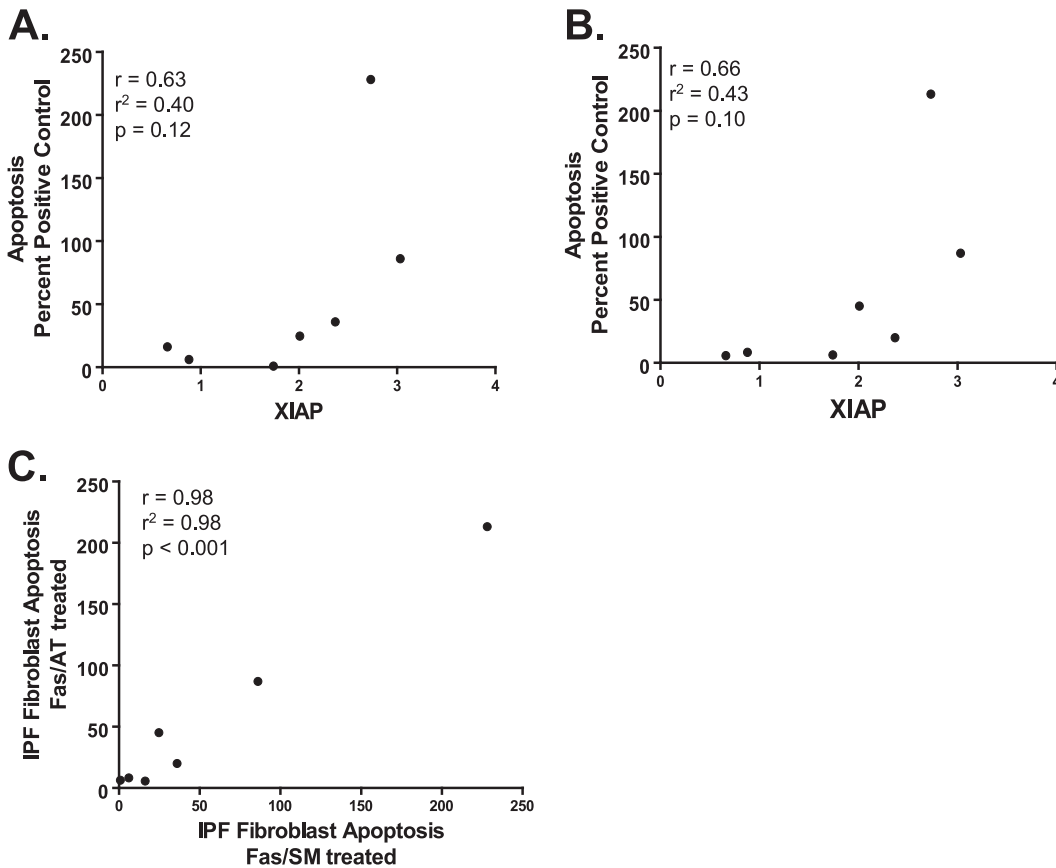 A.
250
200
150
100
50
0
Apoptosis
Percent Positive Control
r = 0.63
r² = 0.40
p = 0.12
0 1 2 3 4
XIAP
B.
250
200
150
100
50
0
Apoptosis
Percent Positive Control
r = 0.66
r² = 0.43
p = 0.10
0 1 2 3 4
XIAP
C.
250
200
150
100
50
0
IPF Fibroblast Apoptosis
Fas/AT treated
r = 0.98
r² = 0.98
p < 0.001
0 50 100 150 200 250
IPF Fibroblast Apoptosis
Fas/SM treated